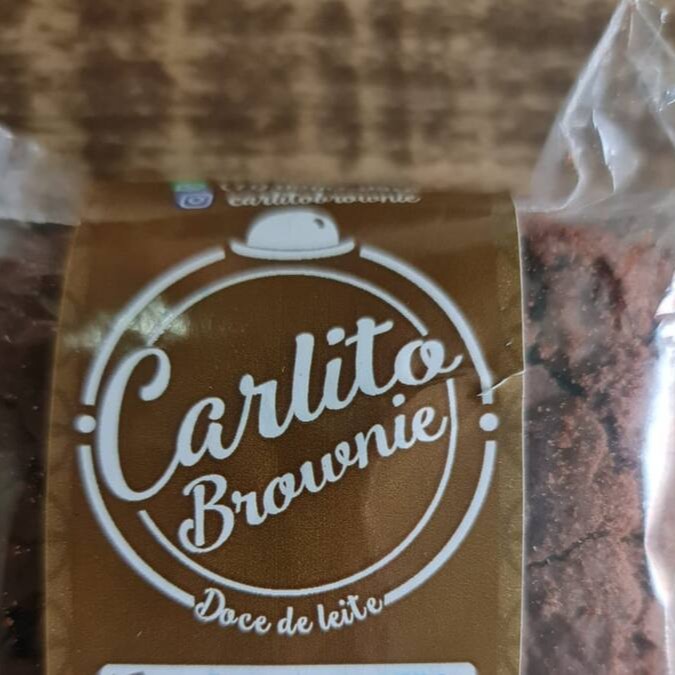 carlitobrownie
Carlito
Brownie
Doce de leite